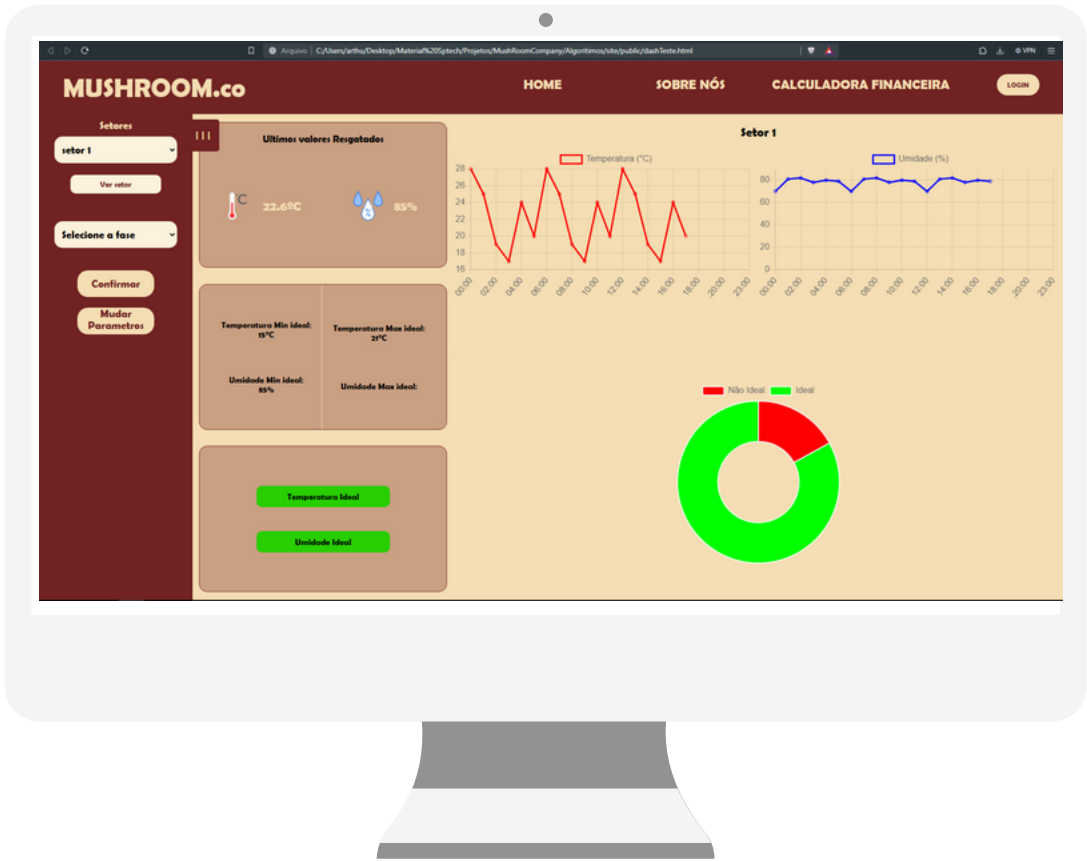 Arquivo | C:/Users/arthu/Desktop/Material%20Sptech/Projetos/MushRoomCompany/Algoritimos/site/public/dashTeste.html
VPN
MUSHROOM.co
HOME
SOBRE NÓS
CALCULADORA FINANCEIRA
LOGIN
Setores
setor 1
Ver setor
Selecione a fase
Confirmar
Mudar
Parametros
Ultimos valores Resgatados
C
22.6ºC
%
85%
Temperatura Min ideal:
15ºC
Temperatura Max ideal:
21ºC
Umidade Min ideal:
85%
Umidade Max ideal:
Temperatura Ideal
Umidade Ideal
Setor 1
Temperatura (°C)
28
26
24
22
20
18
16
00:00
02:00
04:00
06:00
08:00
10:00
12:00
14:00
16:00
18:00
20:00
22:00
23:00
Umidade (%)
80
60
40
20
0
00:00
02:00
04:00
06:00
08:00
10:00
12:00
14:00
16:00
18:00
20:00
23:00
Não Ideal
Ideal